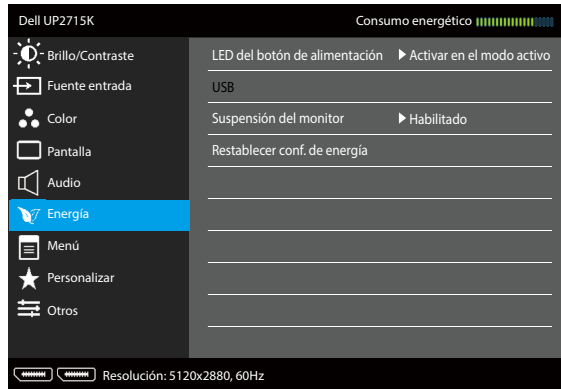 Dell UP2715K
Consumo energético
Brillo/Contraste
Fuente entrada
Color
Pantalla
Audio
Energía
Menú
Personalizar
Otros
LED del botón de alimentación Activar en el modo activo
USB
Suspensión del monitor Habilitado
Restablecer conf. de energía
Resolución: 5120x2880, 60Hz